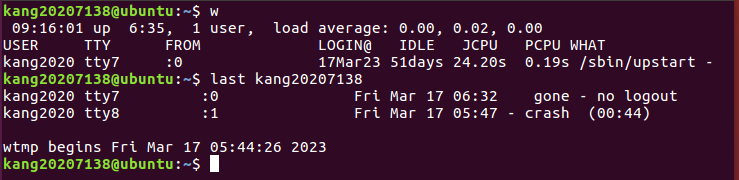 kang20207138@ubuntu:~$ w
 09:16:01 up  6:35,  1 user,  load average: 0.00, 0.02, 0.00
USER     TTY      FROM             LOGIN@   IDLE   JCPU   PCPU WHAT
kang2020 tty7     :0               17Mar23 51days 24.20s  0.19s /sbin/upstart -
kang20207138@ubuntu:~$ last kang20207138
kang2020 tty7         :0               Fri Mar 17 06:32    gone - no logout
kang2020 tty8         :1               Fri Mar 17 05:47 - crash  (00:44)
wtmp begins Fri Mar 17 05:44:26 2023
kang20207138@ubuntu:~$